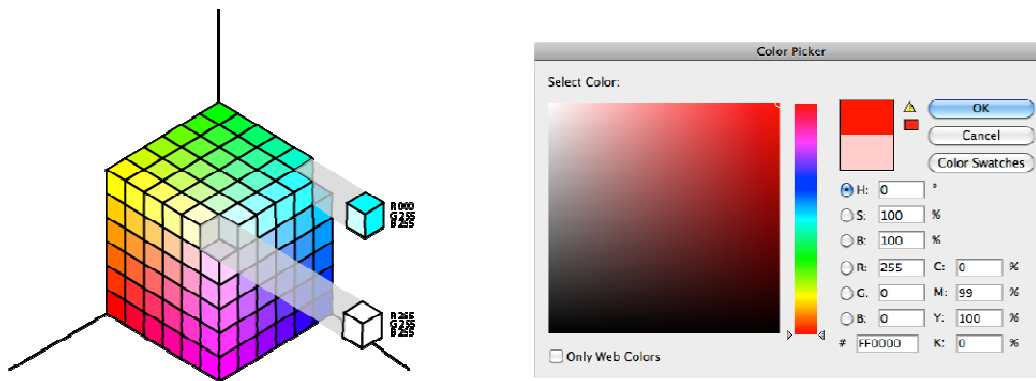 R 000
G 255
B 255
R 255
G 255
B 255
Color Picker
Select Color:
OK
Cancel
Color Swatches
H: 0 °
S: 100 %
B: 100 %
R: 255 C: 0 %
G. 0 M: 99 %
B: 0 Y: 100 %
# FF0000 K: 0 %
Only Web Colors